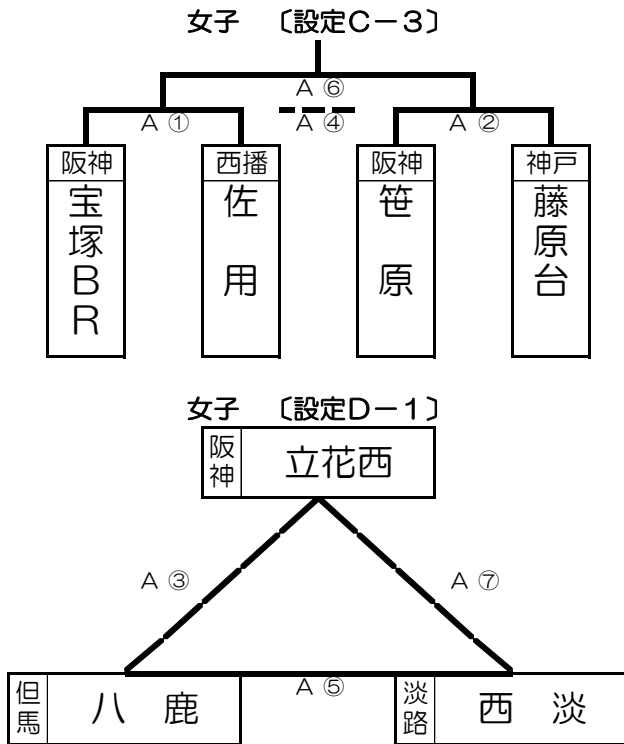 女子　〔設定C－3〕
A ⑥
A ①
A ④
A ②
阪神
宝塚BR
西播
佐用
阪神
笹原
神戸
藤原台
女子　〔設定D－1〕
阪神
立花西
A ③
A ⑦
A ⑤
但馬
八鹿
淡路
西淡